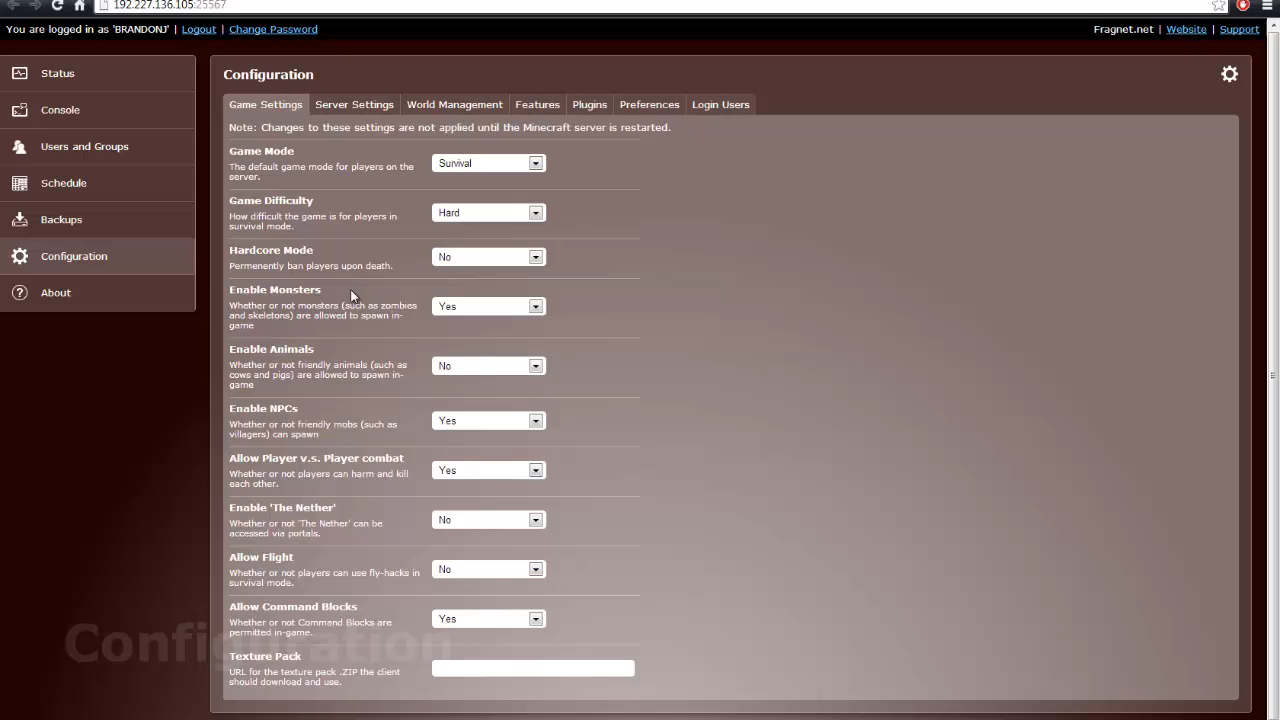 192.227.136.105:25567
You are logged in as 'BRANDONJ' Logout Change Password Fragnet.net Website Support
Status
Console
Users and Groups
Schedule
Backups
Configuration
About
Configuration
Game Settings Server Settings World Management Features Plugins Preferences Login Users
Note: Changes to these settings are not applied until the Minecraft server is restarted.
Game Mode
The default game mode for players on the
server.
Survival
Game Difficulty
How difficult the game is for players in
survival mode.
Hard
Hardcore Mode
Permenently ban players upon death.
No
Enable Monsters
Whether or not monsters (such as zombies
and skeletons) are allowed to spawn in-
game
Yes
Enable Animals
Whether or not friendly animals (such as
cows and pigs) are allowed to spawn in-
game
No
Enable NPCs
Whether or not friendly mobs (such as
villagers) can spawn
Yes
Allow Player v.s. Player combat
Whether or not players can harm and kill
each other.
Yes
Enable 'The Nether'
Whether or not 'The Nether' can be
accessed via portals.
No
Allow Flight
Whether or not players can use fly-hacks in
survival mode.
No
Allow Command Blocks
Whether or not Command Blocks are
permitted in-game.
Yes
Configuration
Texture Pack
URL for the texture pack .ZIP the client
should download and use.